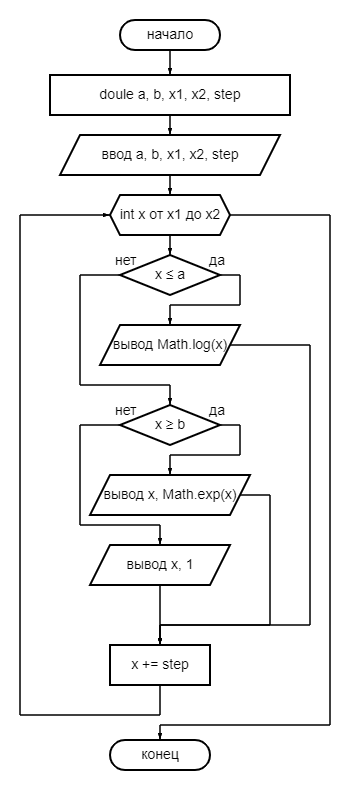 начало
doule a, b, x1, x2, step
ввод a, b, x1, x2, step
int x от x1 до x2
нет
да
x ≤ a
вывод Math.log(x)
нет
да
x ≥ b
вывод x, Math.exp(x)
вывод x, 1
x += step
конец